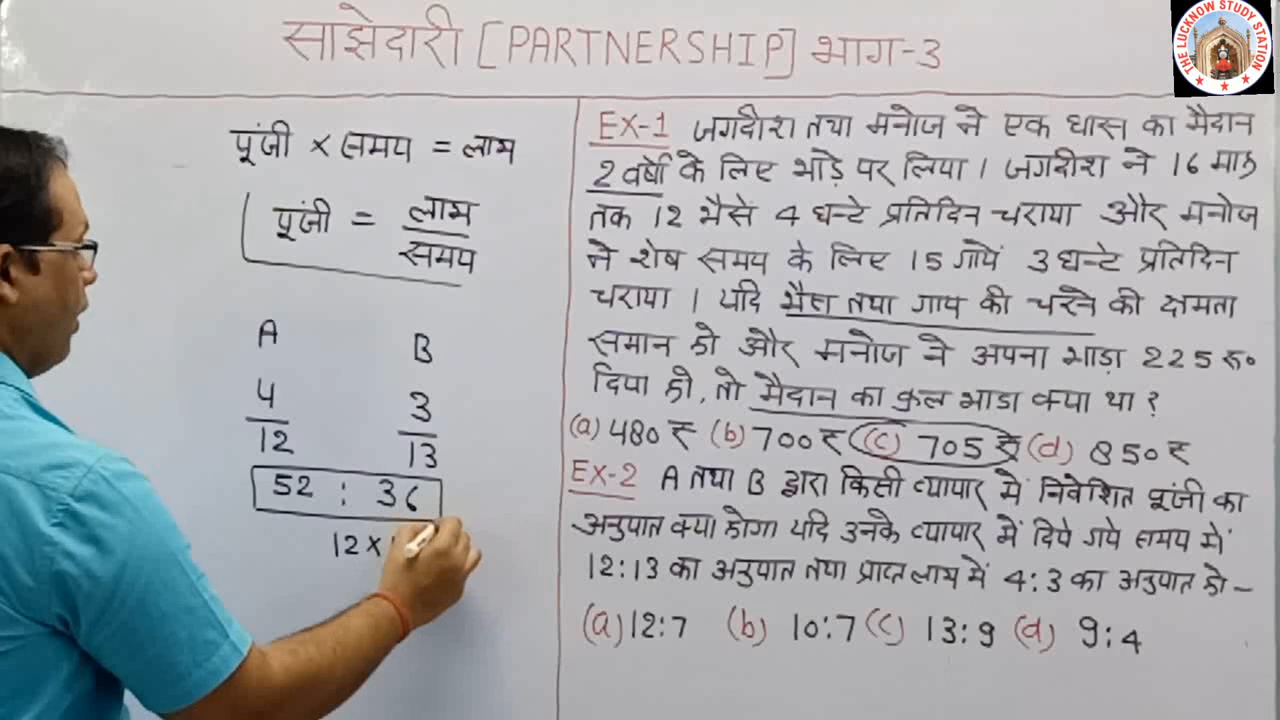 साझेदारी [PARTNERSHIP] भाग-3
THE LUCKNOW STUDY STATION
पूंजी × समय = लाभ
पूंजी = लाभ / समय
A B
4/12 3/13
52 : 36
12 ×
EX-1 जगदीश तथा मनोज ने एक घास का मैदान
2 वर्षो के लिए भाड़े पर लिया । जगदीश ने 16 माह
तक 12 भैसे 4 घन्टे प्रतिदिन चराया और मनोज
ने शेष समय के लिए 15 गायें 3 घन्टे प्रतिदिन
चराया । यदि भैस तथा गाय की चरने की क्षमता
समान हो और मनोज ने अपना भाड़ा 225 रू०
दिया हो, तो मैदान का कुल भाडा क्या था ?
(a) 480 ₹ (b) 700 ₹ (c) 705 ₹ (d) 850 ₹
EX-2 A तथा B द्वारा किसी व्यापार में निवेशित पूंजी का
अनुपात क्या होगा यदि उनके व्यापार में दिये गये समय में
12:13 का अनुपात तथा प्राप्त लाभ में 4:3 का अनुपात हो –
(a) 12:7 (b) 10:7 (c) 13:9 (d) 9:4